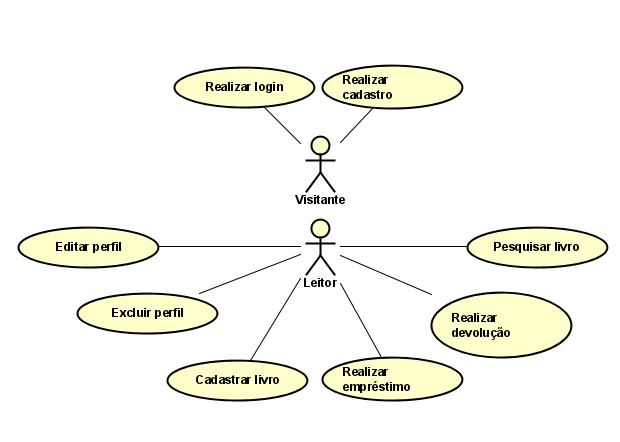 Realizar login
Realizar
cadastro
Visitante
Editar perfil
Pesquisar livro
Leitor
Excluir perfil
Realizar
devolução
Cadastrar livro
Realizar
empréstimo